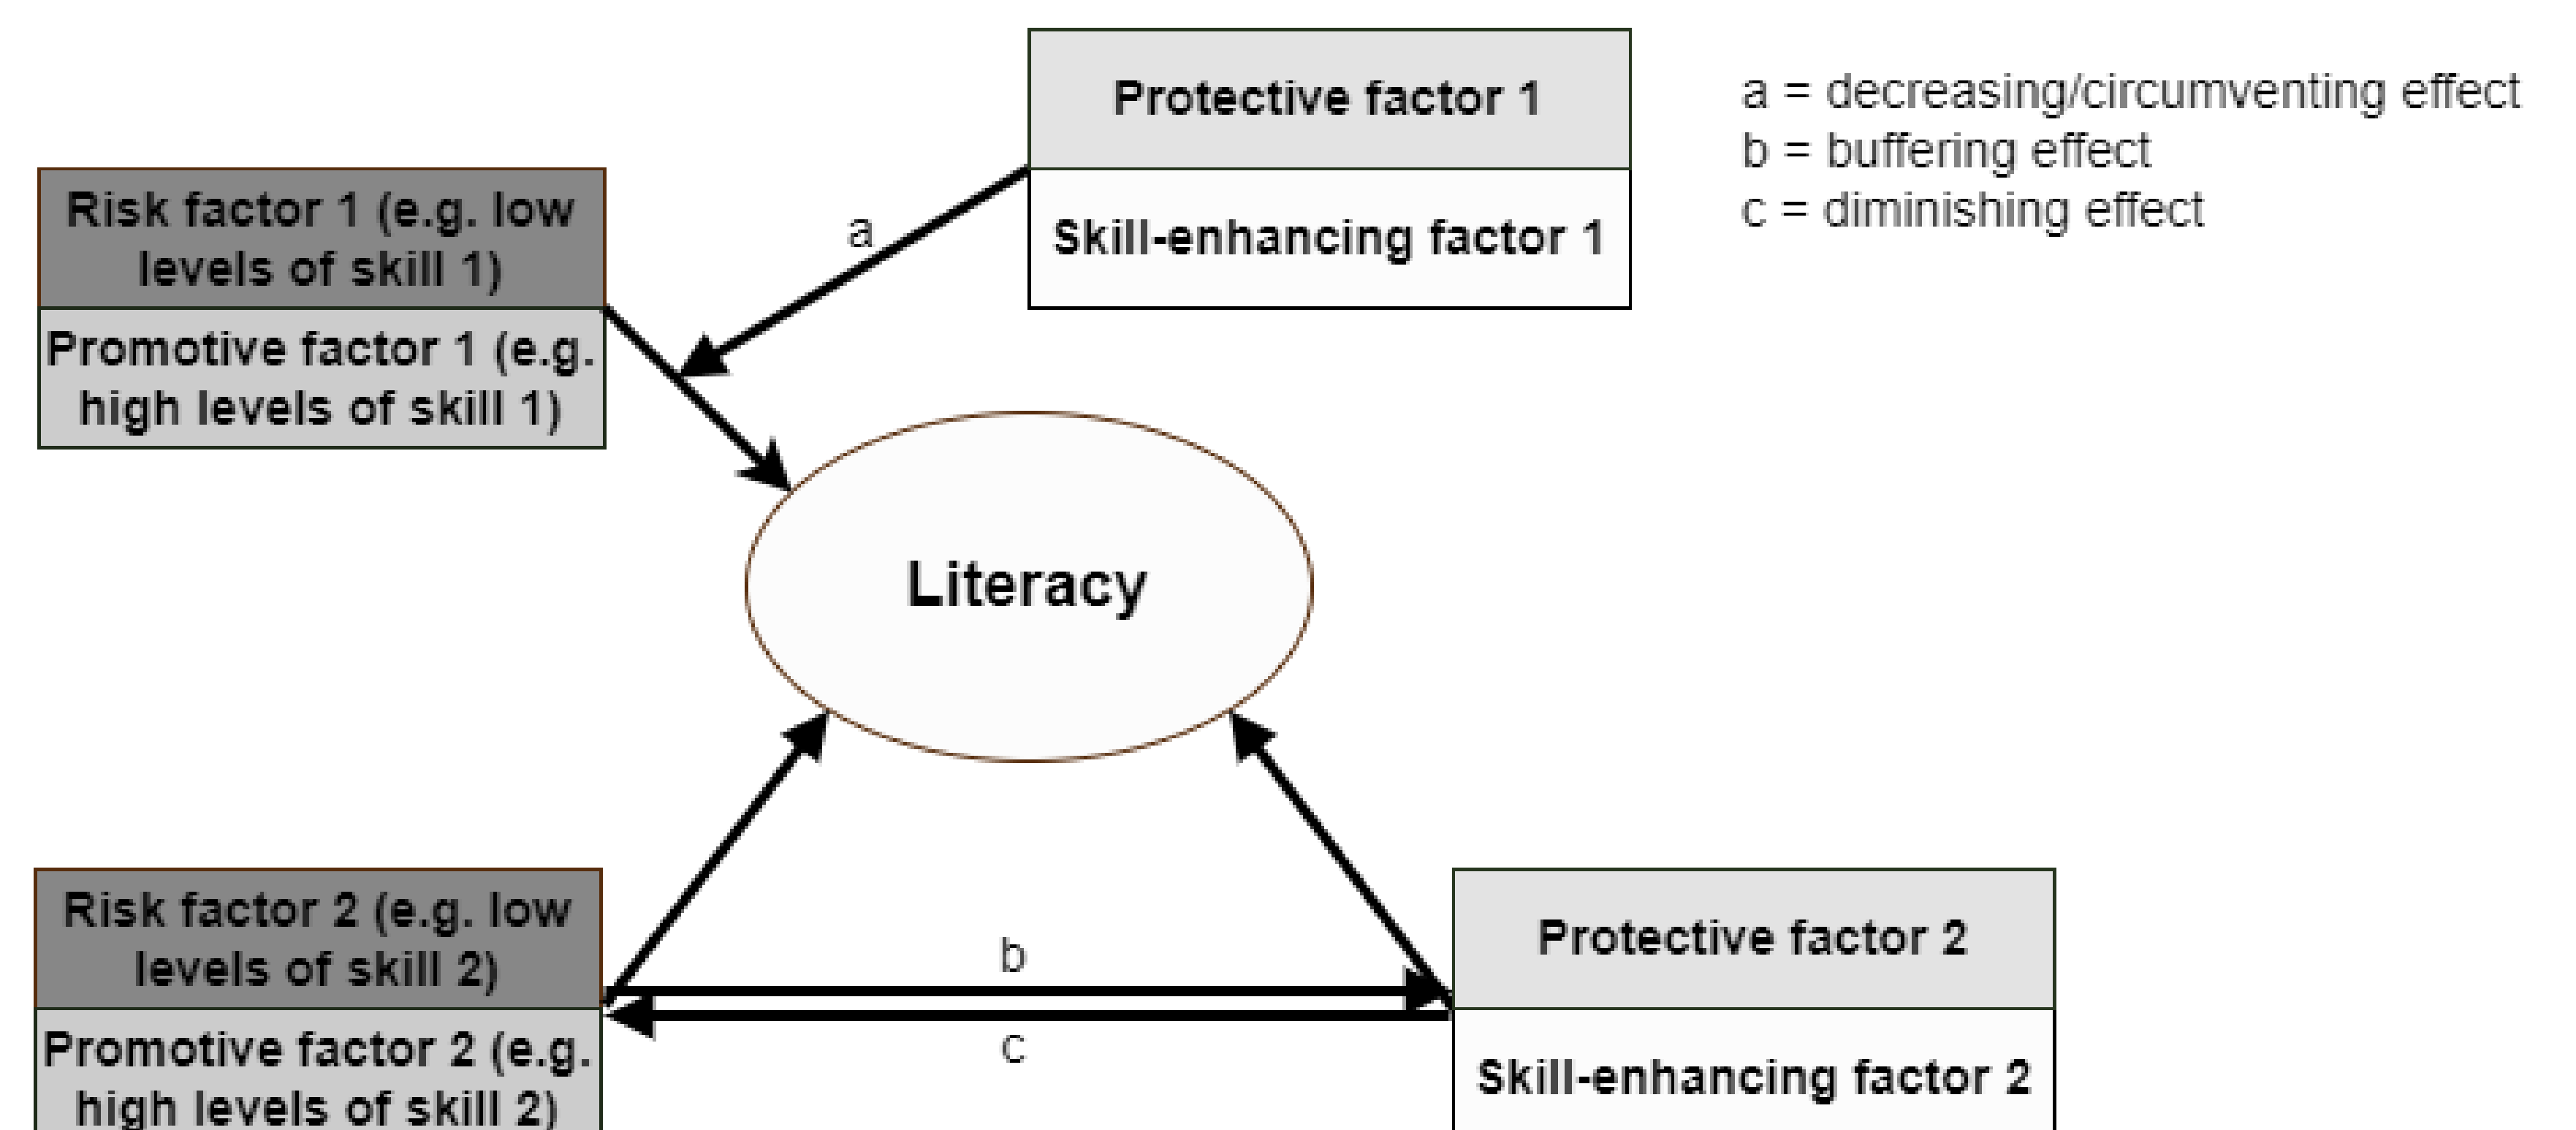 Protective factor 1
Skill-enhancing factor 1
a = decreasing/circumventing effect
b = buffering effect
c = diminishing effect
Risk factor 1 (e.g. low
levels of skill 1)
Promotive factor 1 (e.g.
high levels of skill 1)
a
Literacy
Risk factor 2 (e.g. low
levels of skill 2)
Promotive factor 2 (e.g.
high levels of skill 2)
b
c
Protective factor 2
Skill-enhancing factor 2